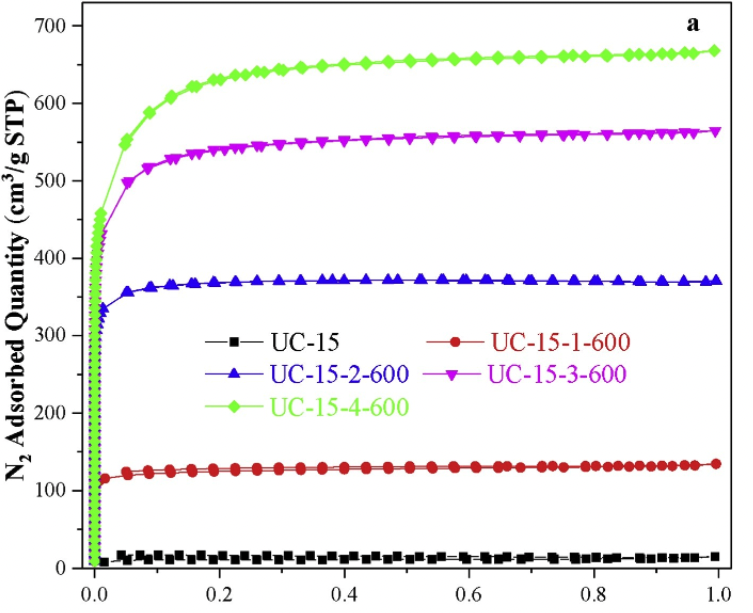 a
N₂ Adsorbed Quantity (cm³/g STP)
700
600
500
400
300
200
100
0
UC-15
UC-15-1-600
UC-15-2-600
UC-15-3-600
UC-15-4-600
0.0 0.2 0.4 0.6 0.8 1.0